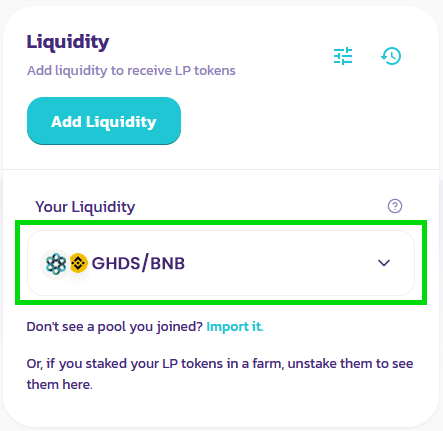 Liquidity
Add liquidity to receive LP tokens
Add Liquidity
Your Liquidity
GHDS/BNB
Don't see a pool you joined? Import it.
Or, if you staked your LP tokens in a farm, unstake them to see
them here.